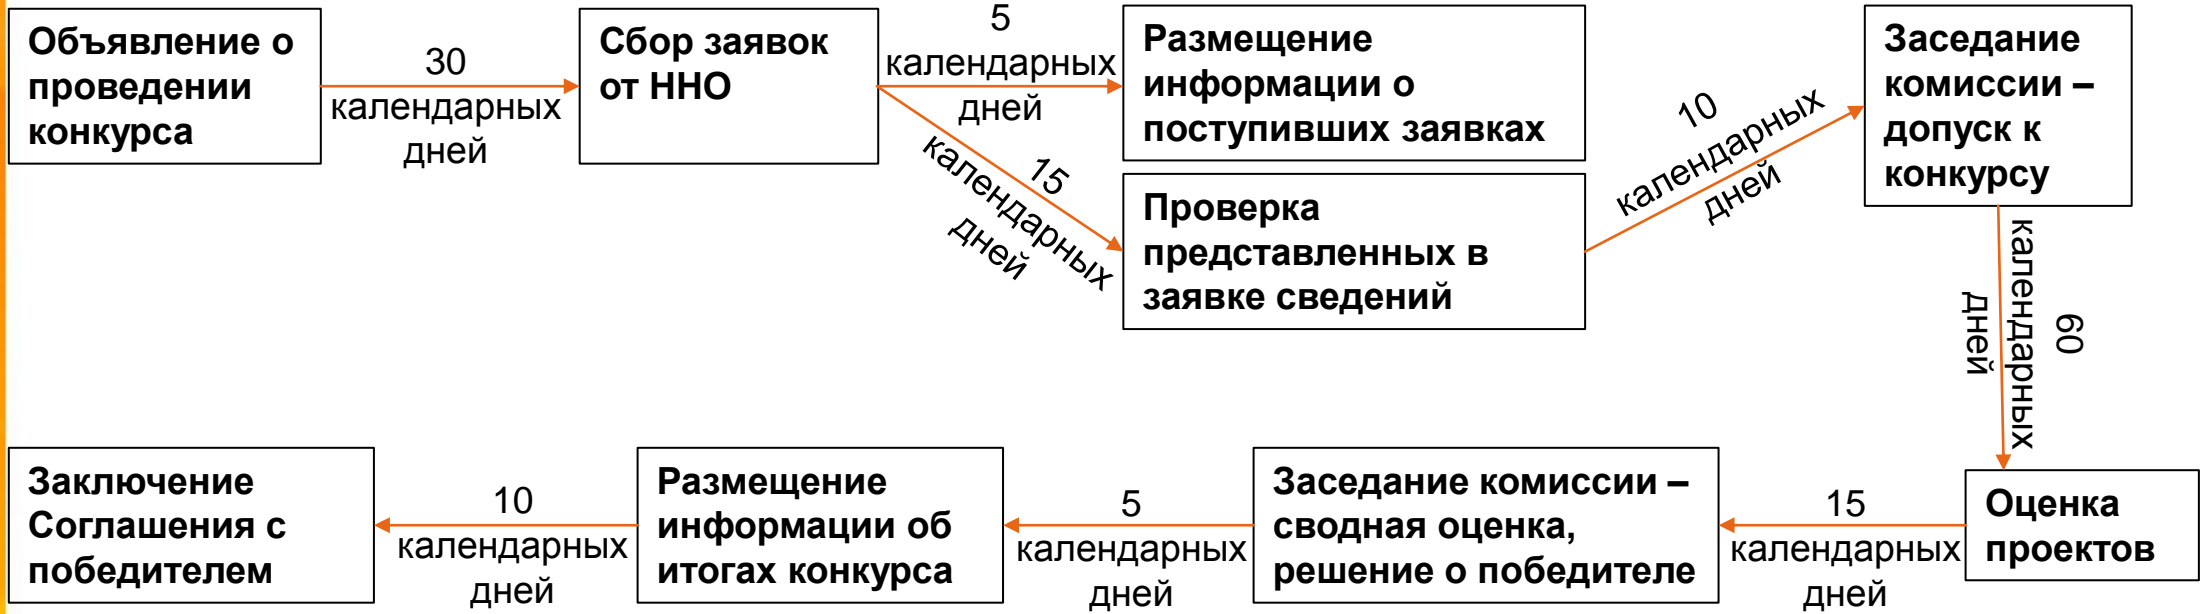 Объявление о
проведении
конкурса
30
календарных
дней
Сбор заявок
от ННО
5
календарных
дней
Размещение
информации о
поступивших заявках
15
календарных
дней
Проверка
представленных в
заявке сведений
10
календарных
дней
Заседание
комиссии –
допуск к
конкурсу
60
календарных
дней
Оценка
проектов
15
календарных
дней
Заседание комиссии –
сводная оценка,
решение о победителе
5
календарных
дней
Размещение
информации об
итогах конкурса
10
календарных
дней
Заключение
Соглашения с
победителем